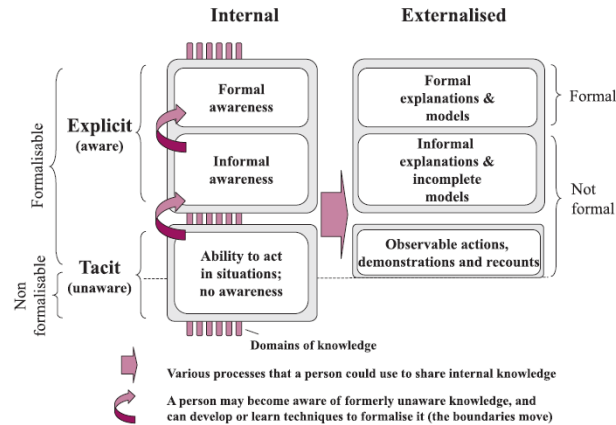 Internal
Externalised
Formalisable
Non
formalisable
Explicit
(aware)
Tacit
(unaware)
Formal
awareness
Informal
awareness
Ability to act
in situations;
no awareness
Formal
explanations &
models
Informal
explanations &
incomplete
models
Observable actions,
demonstrations and recounts
Formal
Not
formal
Domains of knowledge
Various processes that a person could use to share internal knowledge
A person may become aware of formerly unaware knowledge, and
can develop or learn techniques to formalise it (the boundaries move)